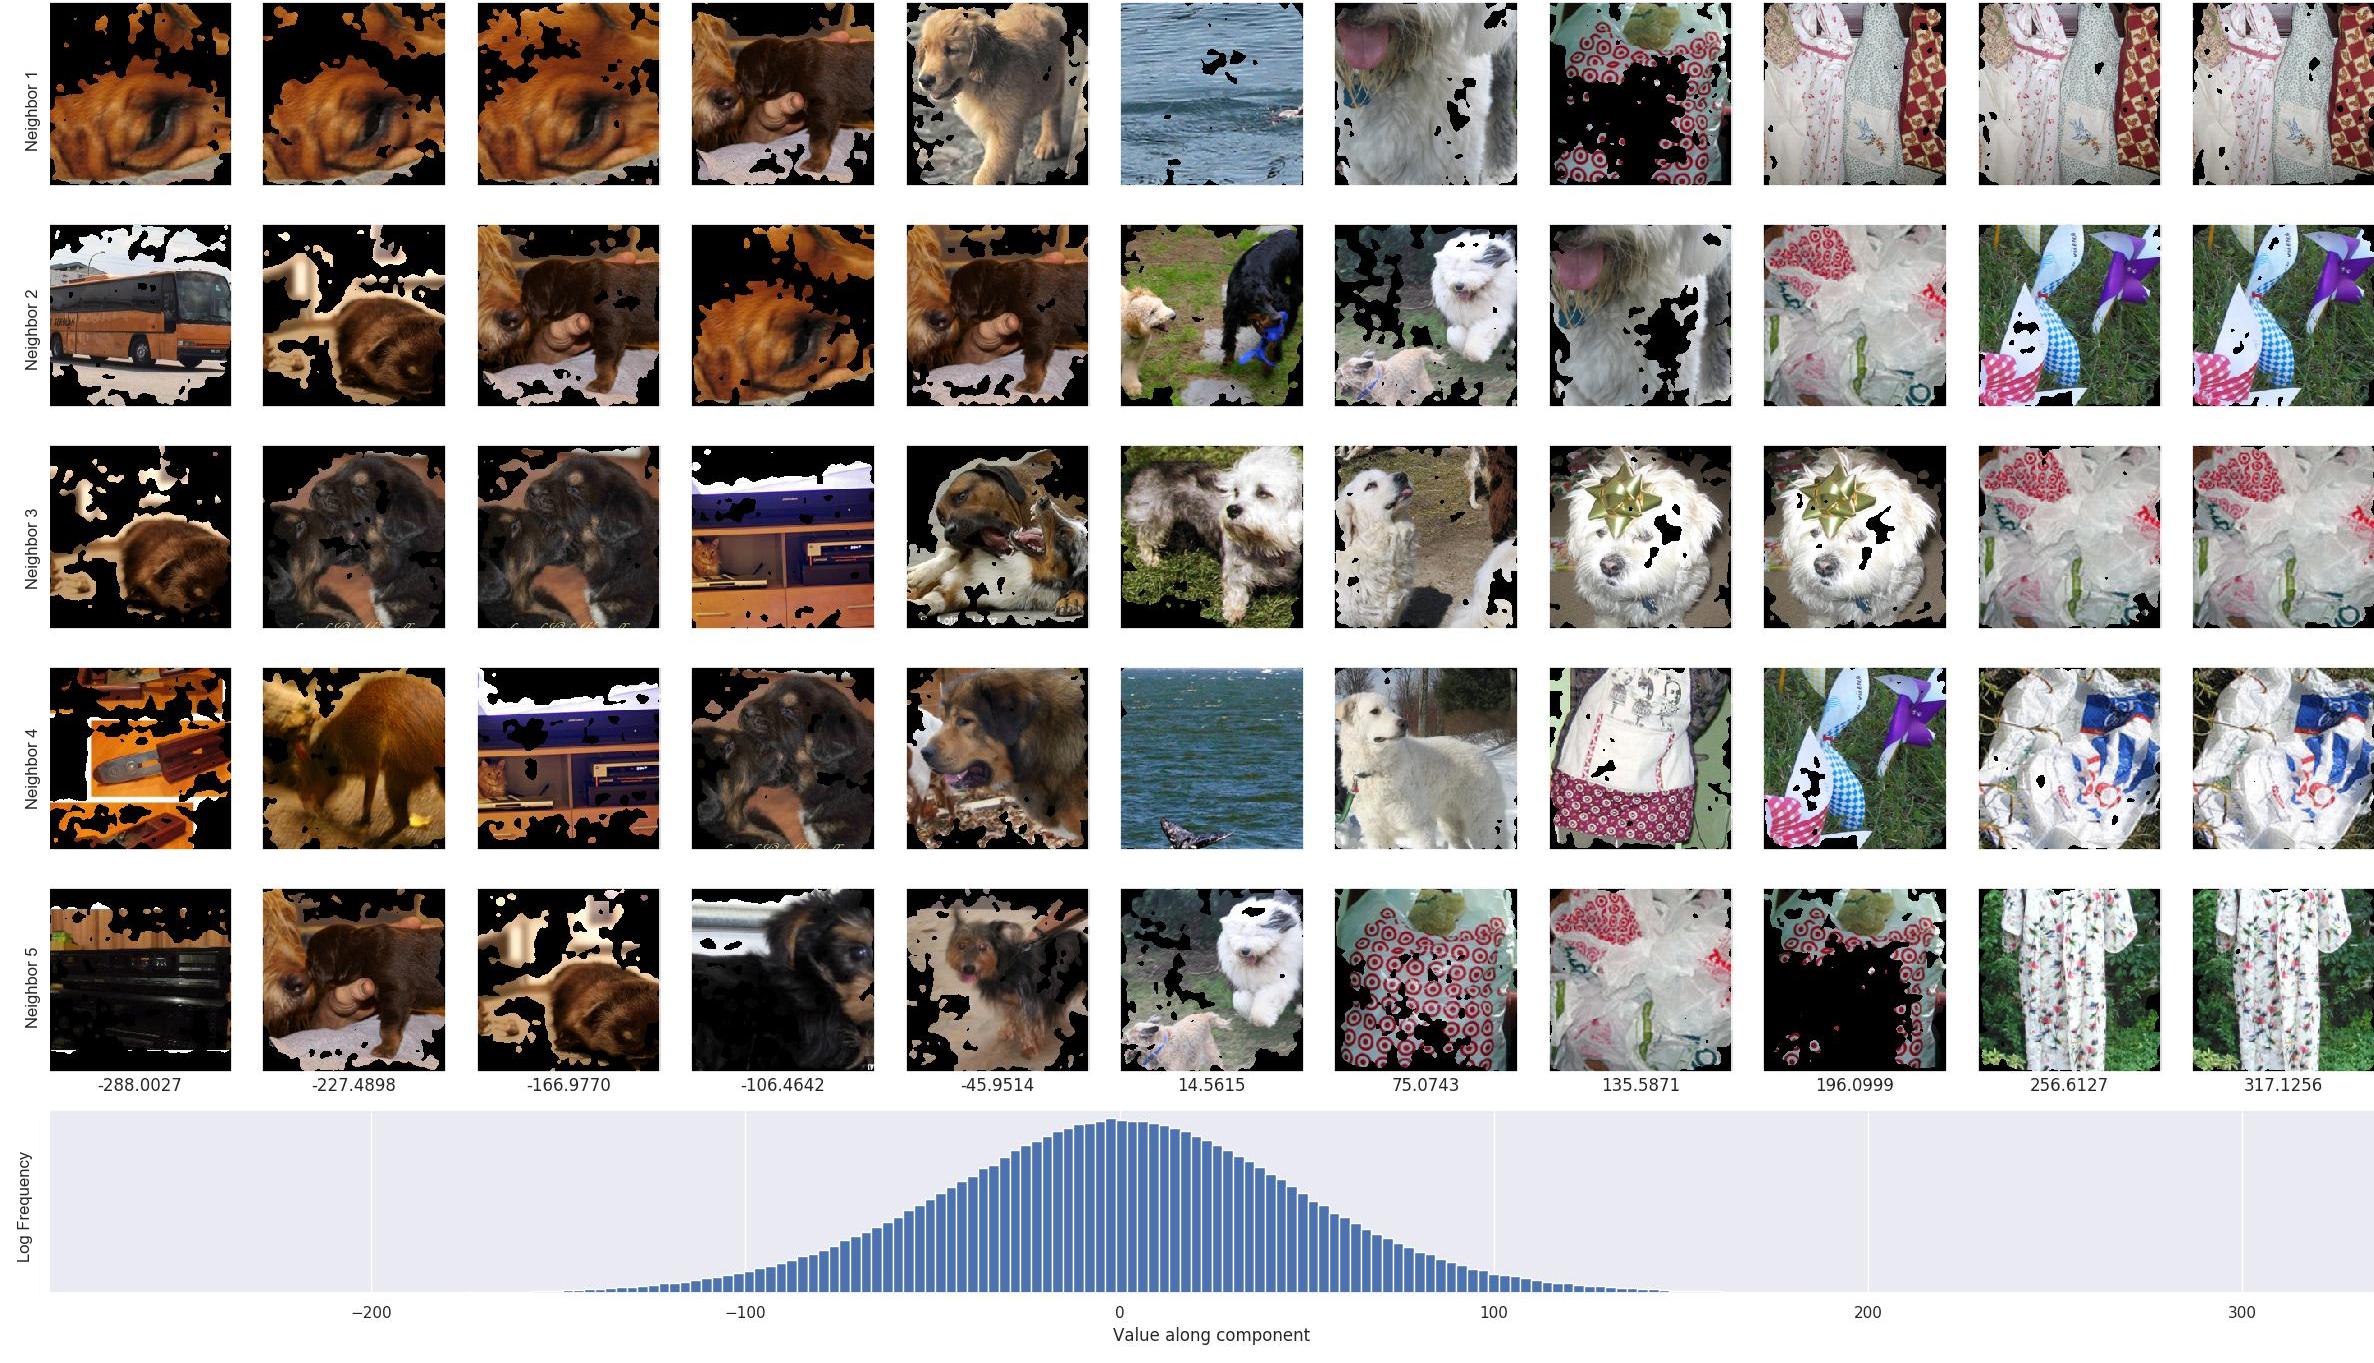 Neighbor 1
Neighbor 2
Neighbor 3
Neighbor 4
Neighbor 5
-288.0027 -227.4898 -166.9770 -106.4642 -45.9514 14.5615 75.0743 135.5871 196.0999 256.6127 317.1256
Log Frequency
−200 −100 0 100 200 300
Value along component